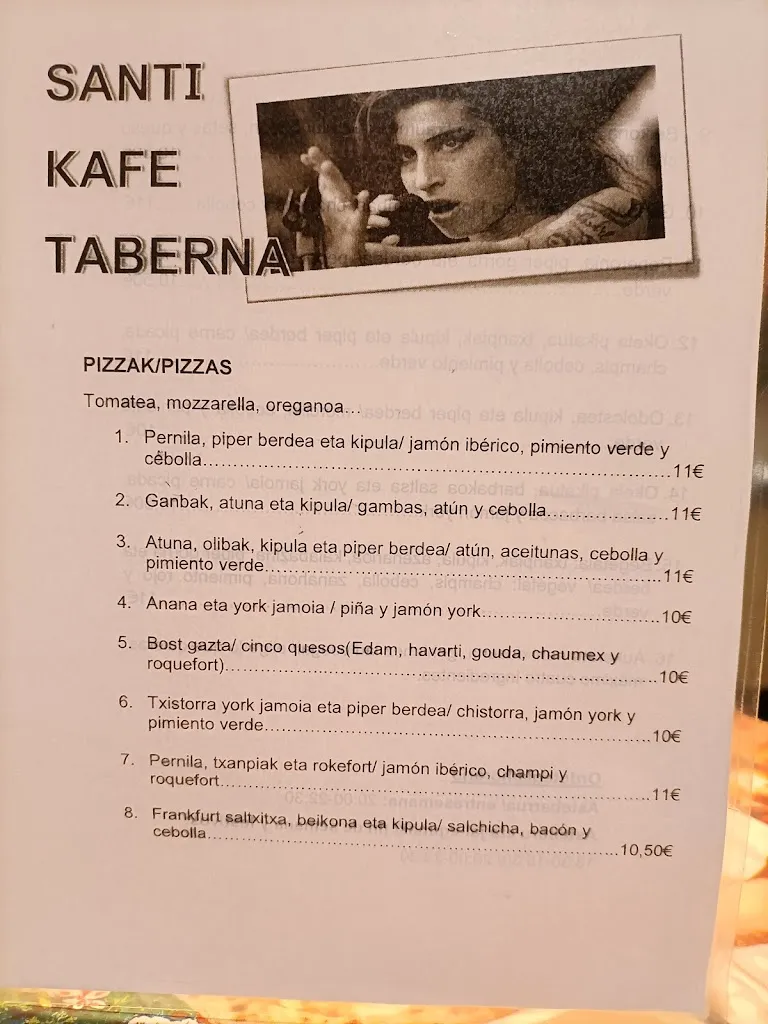 SANTI
KAFE
TABERNA
PIZZAK/PIZZAS
Tomatea, mozzarella, oreganoa...
1. Pernila, piper berdea eta kipula/ jamón ibérico, pimiento verde y
cebolla......11€
2. Ganbak, atuna eta kipula/ gambas, atún y cebolla......11€
3. Atuna, olibak, kipula eta piper berdea/ atún, aceitunas, cebolla y
pimiento verde......11€
4. Anana eta york jamoia / piña y jamón york......10€
5. Bost gazta/ cinco quesos(Edam, havarti, gouda, chaumex y
roquefort)......10€
6. Txistorra york jamoia eta piper berdea/ chistorra, jamón york y
pimiento verde......10€
7. Pernila, txanpiak eta rokefort/ jamón ibérico, champi y
roquefort......11€
8. Frankfurt saltxitxa, beikona eta kipula/ salchicha, bacón y
cebolla......10,50€